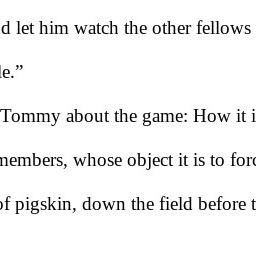 d let him watch the other fellows
le.”
Tommy about the game: How it i
members, whose object it is to for
of pigskin, down the field before t